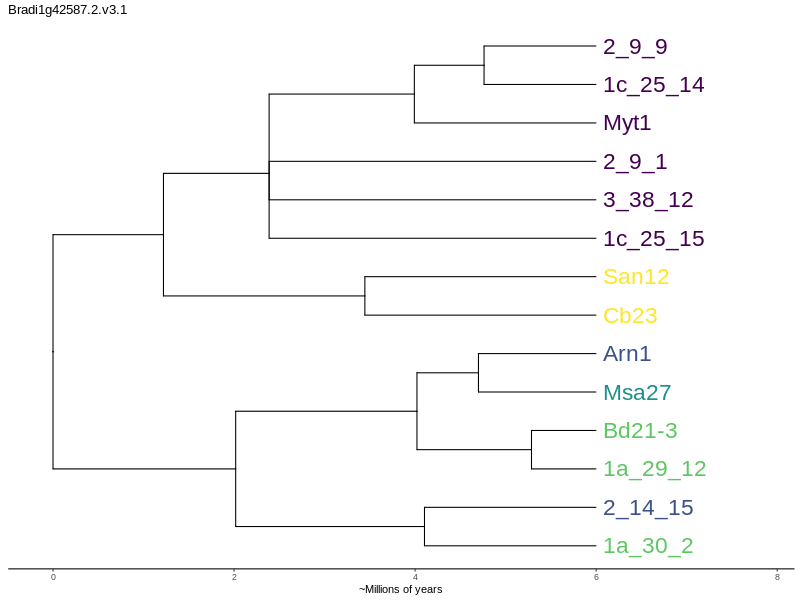 Bradi1g42587.2.v3.1
2_9_9
1c_25_14
Myt1
2_9_1
3_38_12
1c_25_15
San12
Cb23
Arn1
Msa27
Bd21-3
1a_29_12
2_14_15
1a_30_2
0 2 4 6 8
~Millions of years